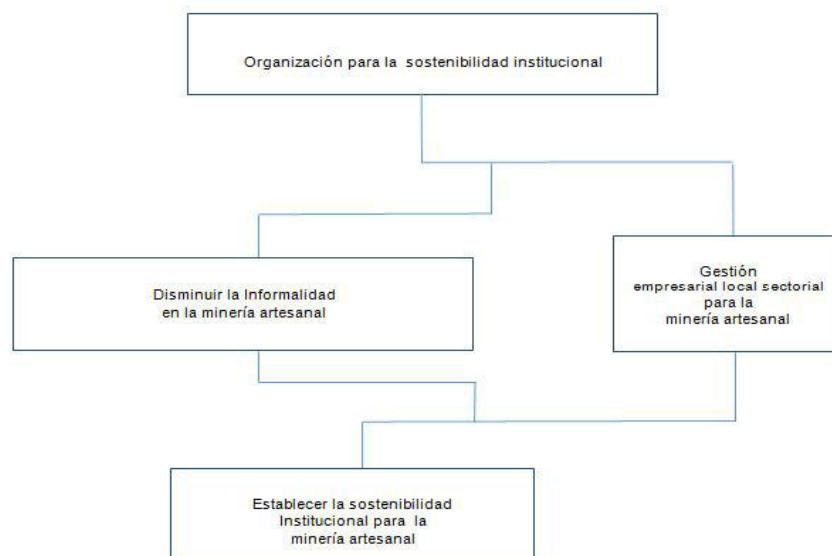 Organización para la sostenibilidad institucional
Disminuir la Informalidad
en la minería artesanal
Gestión
empresarial local sectorial
para la
minería artesanal
Establecer la sostenibilidad
Institucional para la
minería artesanal